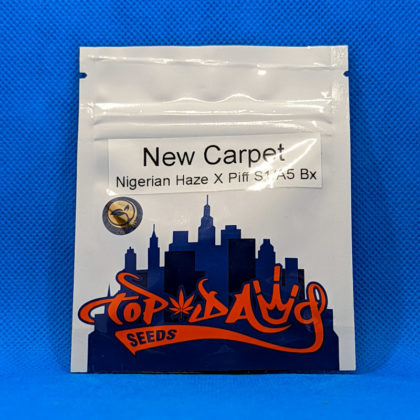 New Carpet
Nigerian Haze X Piff S1/A5 Bx
TOP DAWG
SEEDS